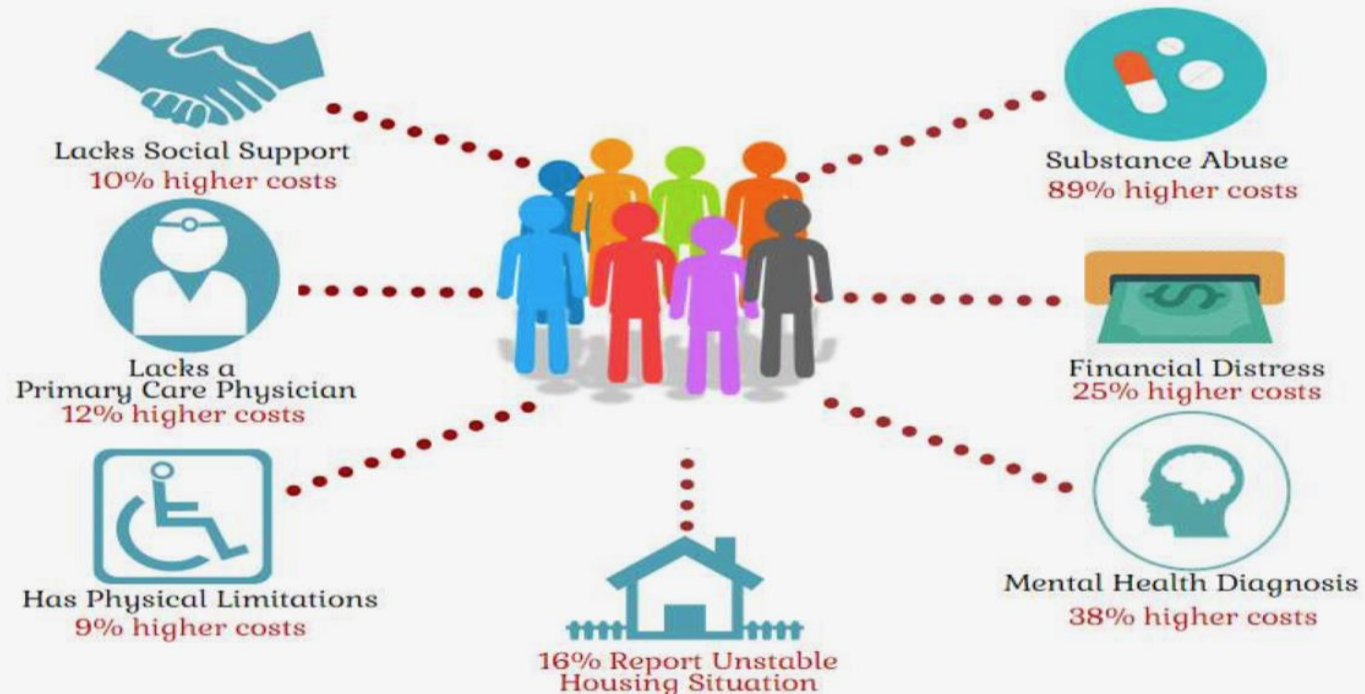 Lacks Social Support
10% higher costs
Lacks a
Primary Care Physician
12% higher costs
Has Physical Limitations
9% higher costs
16% Report Unstable
Housing Situation
Substance Abuse
89% higher costs
Financial Distress
25% higher costs
Mental Health Diagnosis
38% higher costs